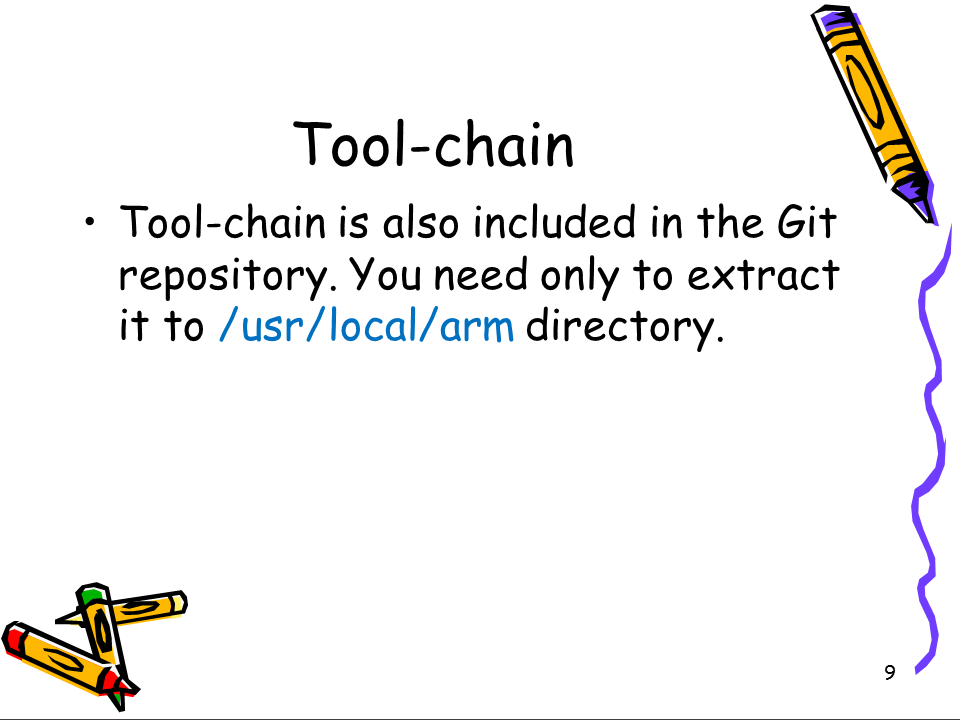 Tool-chain
• Tool-chain is also included in the Git
repository. You need only to extract
it to /usr/local/arm directory.
9